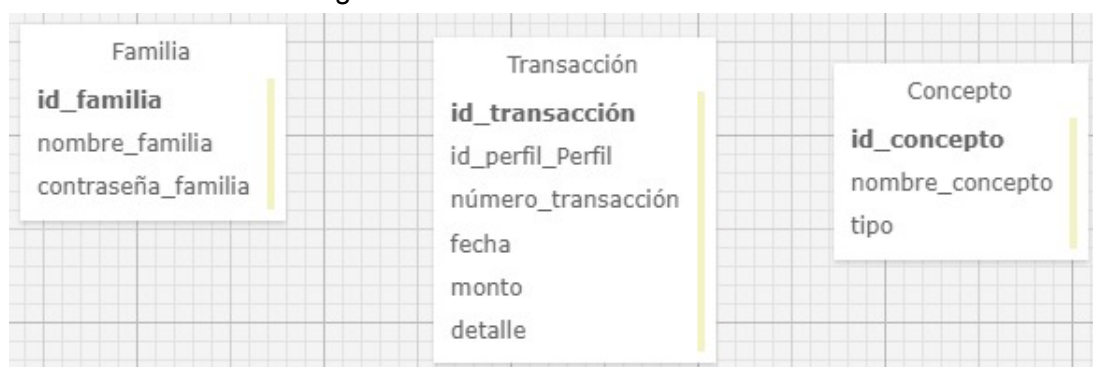 Familia
id_familia
nombre_familia
contraseña_familia
Transacción
id_transacción
id_perfil_Perfil
número_transacción
fecha
monto
detalle
Concepto
id_concepto
nombre_concepto
tipo